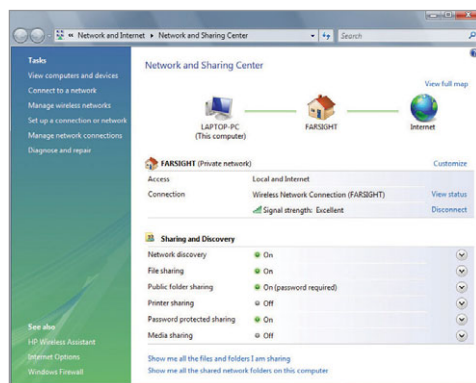 « Network and Internet ▸ Network and Sharing Center
Search
Tasks
View computers and devices
Connect to a network
Manage wireless networks
Set up a connection or network
Manage network connections
Diagnose and repair
See also
HP Wireless Assistant
Internet Options
Windows Firewall
Network and Sharing Center
View full map
LAPTOP-PC
(This computer)
FARSIGHT
Internet
FARSIGHT (Private network) Customize
Access Local and Internet
Connection Wireless Network Connection (FARSIGHT) View status
Signal strength: Excellent Disconnect
Sharing and Discovery
Network discovery On
File sharing On
Public folder sharing On (password required)
Printer sharing Off
Password protected sharing On
Media sharing Off
Show me all the files and folders I am sharing
Show me all the shared network folders on this computer